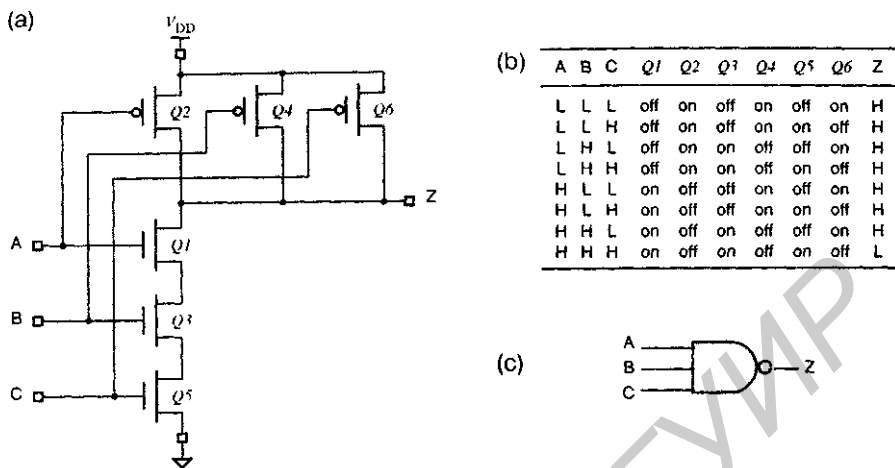 (a)
V_DD
Q2
Q4
Q6
Z
A
Q1
B
Q3
C
Q5
(b)
A B C Q1 Q2 Q3 Q4 Q5 Q6 Z
L L L off on off on off on H
L L H off on off on off on H
L H L off on on off off on H
L H H off on on off off on H
H L L on off off on off on H
H L H on off off on off on H
H H L on off on off off on H
H H H on off on off on off L
(c)
A
B
C
Z
ГУИР